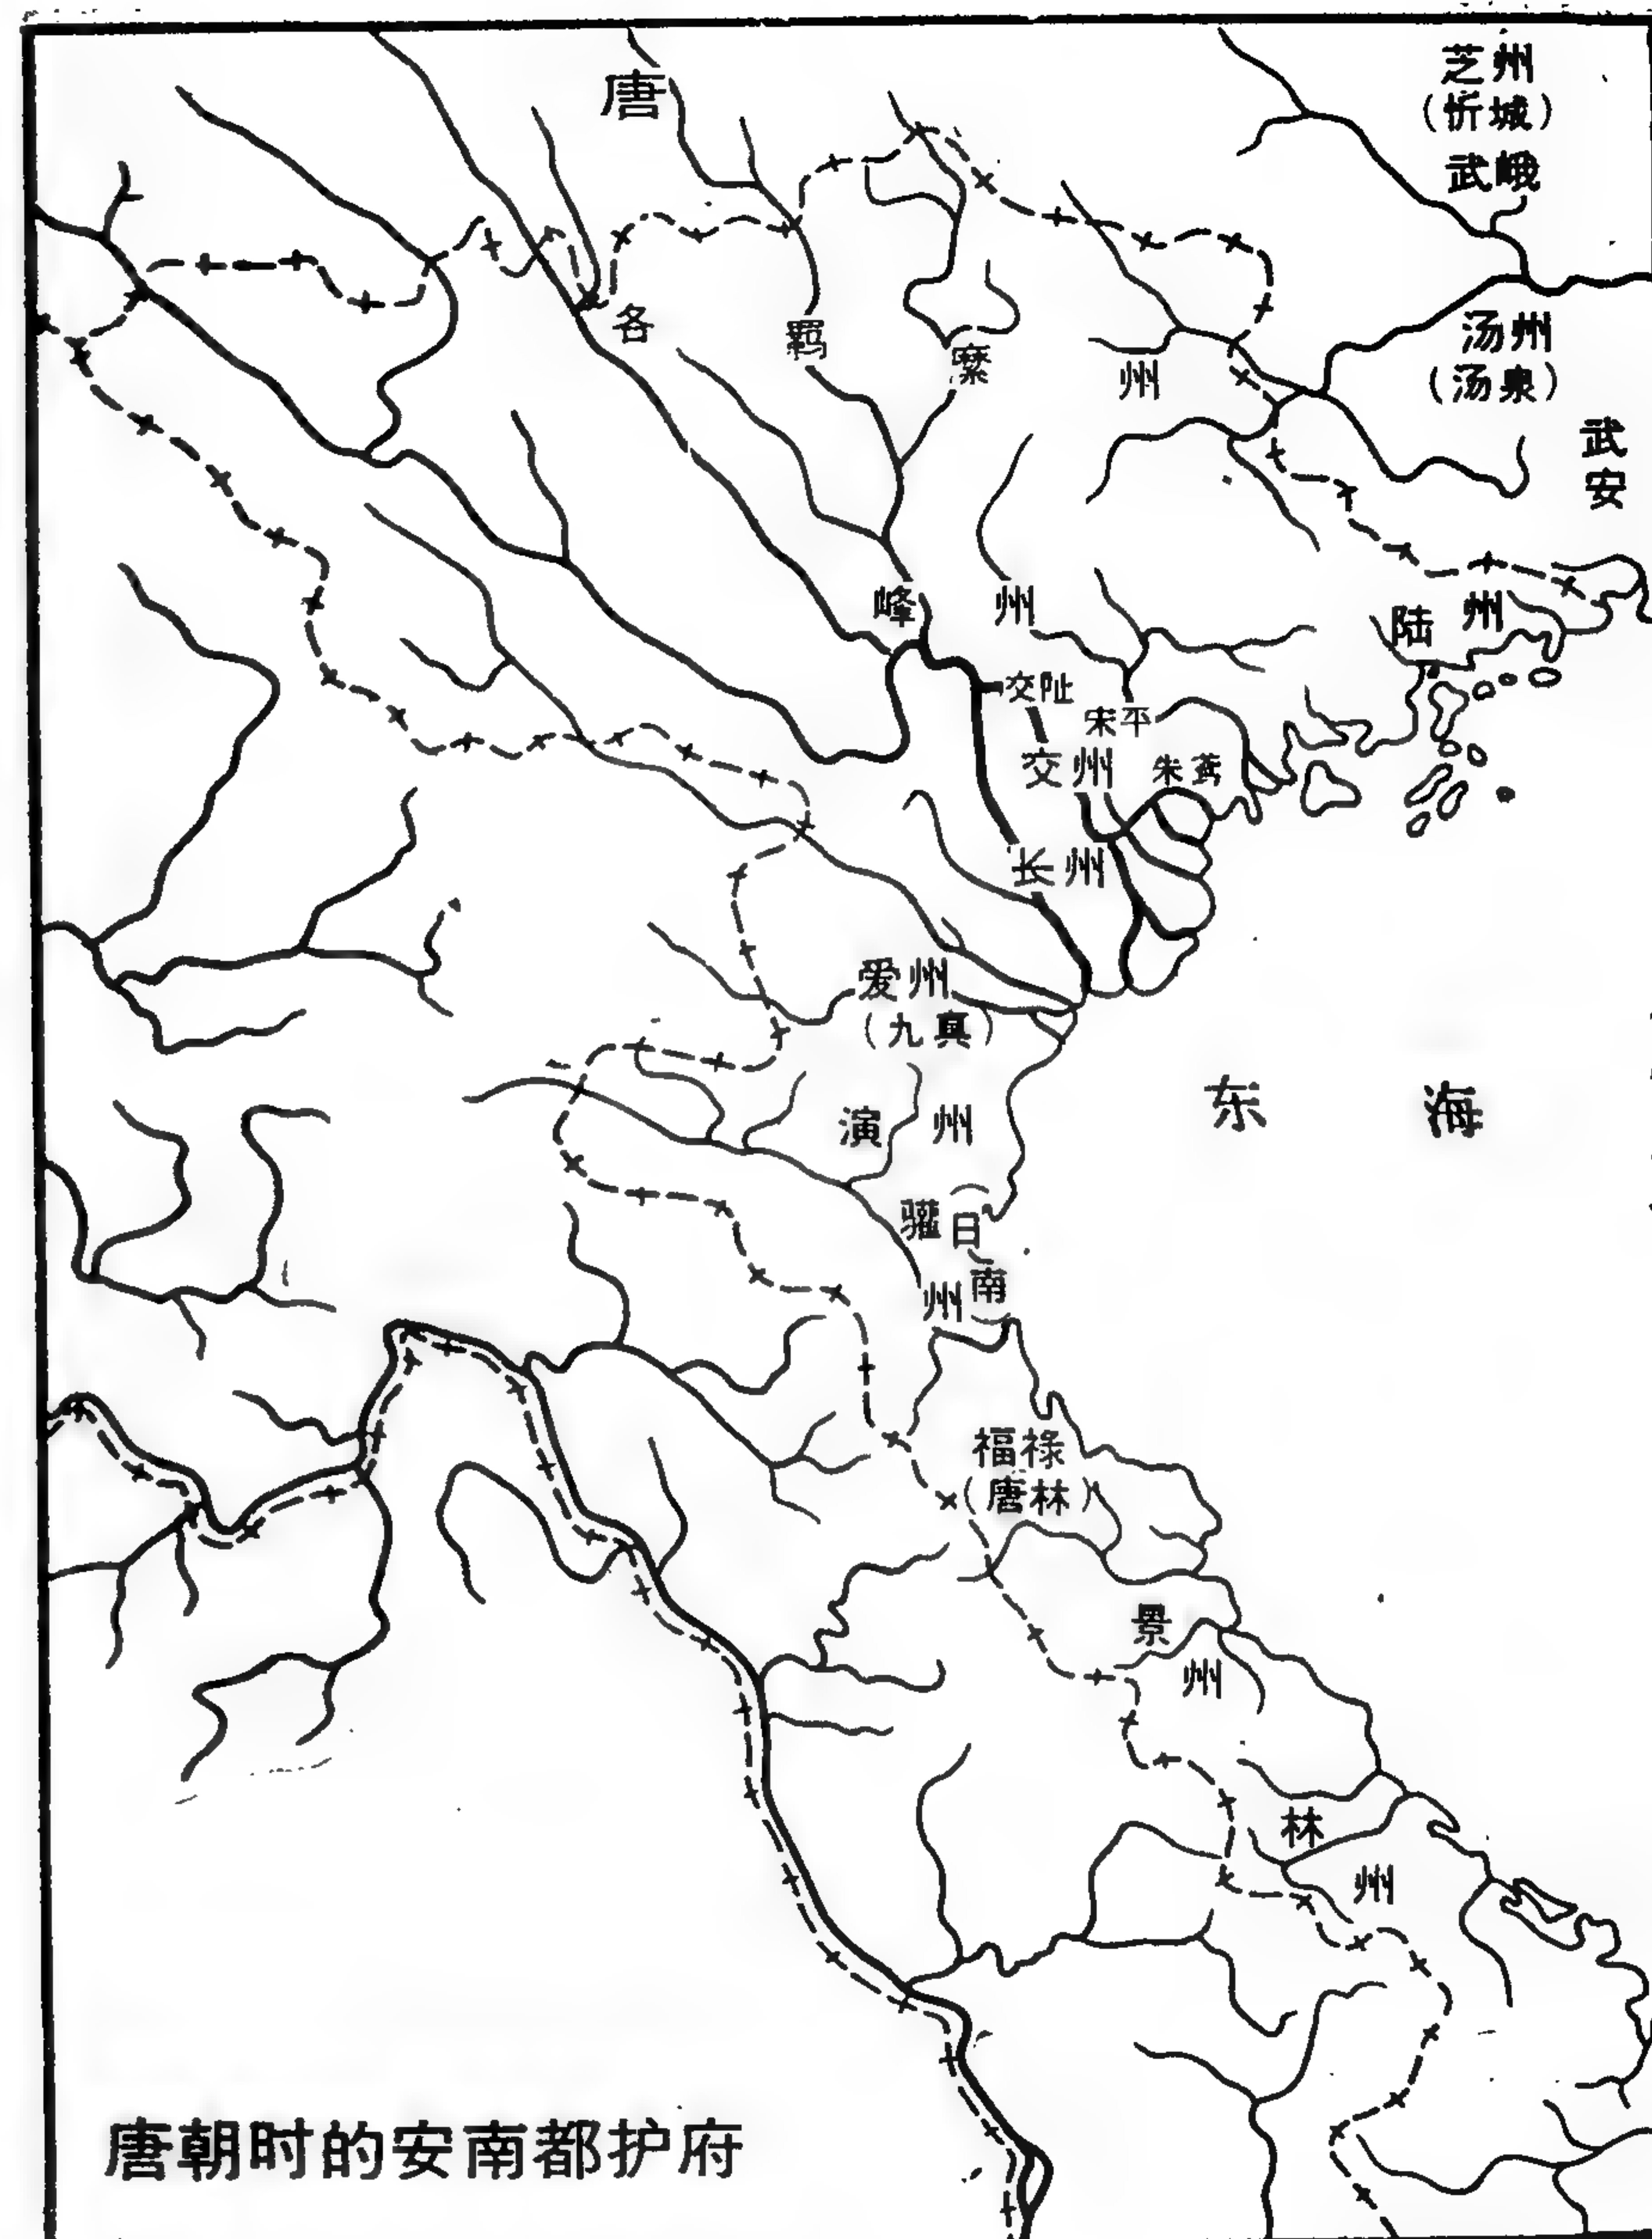 唐
芝州
(忻城)
武峨
各羁縻州
汤州
(汤泉)
武安
峰州
陆州
交阯
宋平
交州
朱鸢
长州
爱州
(九真)
东海
演州
驩州
(日南)
福禄
(唐林)
景州
林州
唐朝时的安南都护府